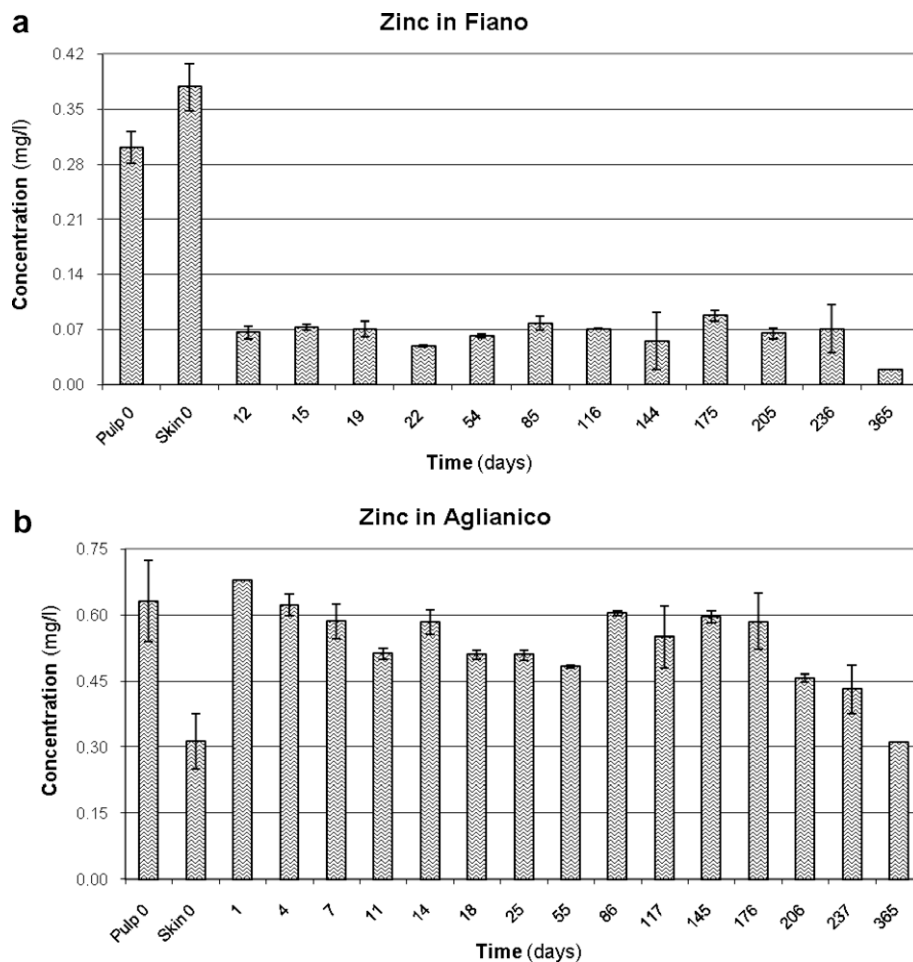 a
Zinc in Fiano
Concentration (mg/l)
0.42
0.35
0.28
0.21
0.14
0.07
0.00
Pulp 0 Skin 0 12 15 19 22 54 85 116 144 175 205 236 365
Time (days)
b
Zinc in Aglianico
Concentration (mg/l)
0.75
0.60
0.45
0.30
0.15
0.00
Pulp 0 Skin 0 1 4 7 11 14 18 25 55 86 117 145 176 206 237 365
Time (days)